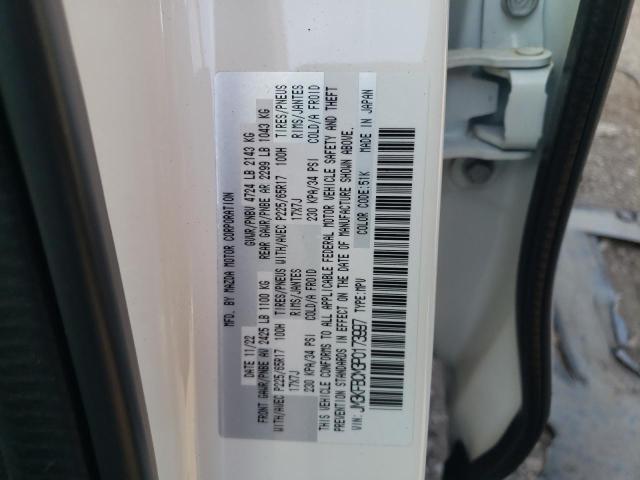 MFD. BY MAZDA MOTOR CORPORATION
DATE 11/22 GVWR/PNBV 4724 LB 2143 KG
FRONT GAWR/PNBE AV 2425 LB 1100 KG REAR GAWR/PNBE AR 2299 LB 1043 KG
WITH/AVEC P225/65R17 100H TIRES/PNEUS WITH/AVEC P225/65R17 100H TIRES/PNEUS
17X7J RIMS/JANTES 17X7J RIMS/JANTES
230 KPA/34 PSI COLD/A FROID 230 KPA/34 PSI COLD/A FROID
THIS VEHICLE CONFORMS TO ALL APPLICABLE FEDERAL MOTOR VEHICLE SAFETY AND THEFT
PREVENTION STANDARDS IN EFFECT ON THE DATE OF MANUFACTURE SHOWN ABOVE.
VIN: JM3KFBCM3P0173997 TYPE:MPV COLOR CODE:51K MADE IN JAPAN